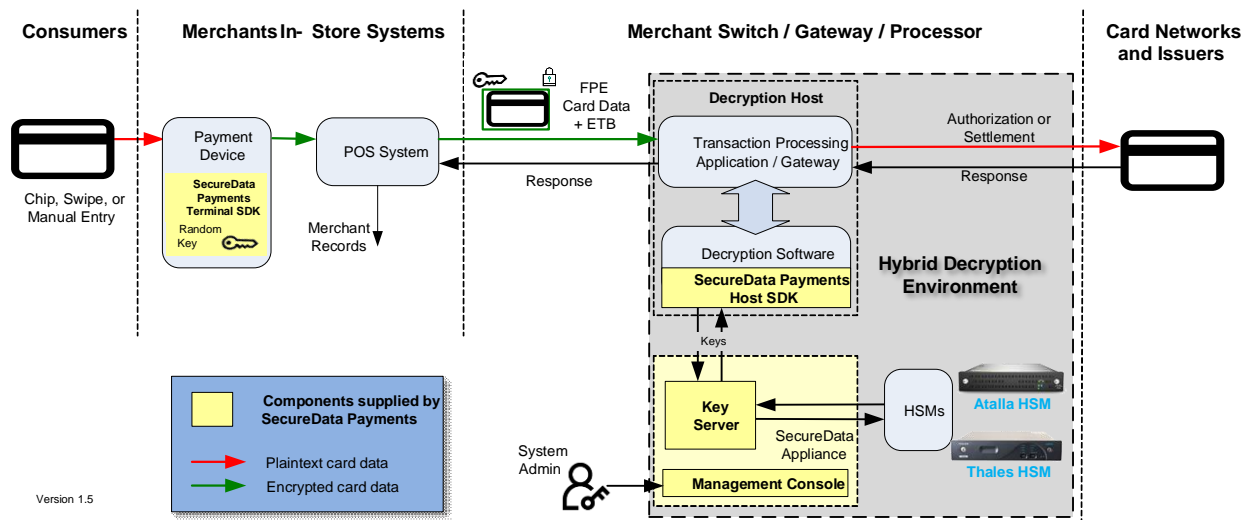 Consumers
Merchants In- Store Systems
Merchant Switch / Gateway / Processor
Card Networks
and Issuers
Chip, Swipe, or
Manual Entry
Payment
Device
SecureData
Payments
Terminal SDK
Random
Key
POS System
Merchant
Records
FPE
Card Data
+ ETB
Response
Decryption Host
Transaction Processing
Application / Gateway
Authorization or
Settlement
Response
Decryption Software
SecureData Payments
Host SDK
Hybrid Decryption
Environment
Keys
Key
Server
SecureData
Appliance
HSMs
Atalla HSM
Thales HSM
System
Admin
Management Console
Components supplied by
SecureData Payments
Plaintext card data
Encrypted card data
Version 1.5